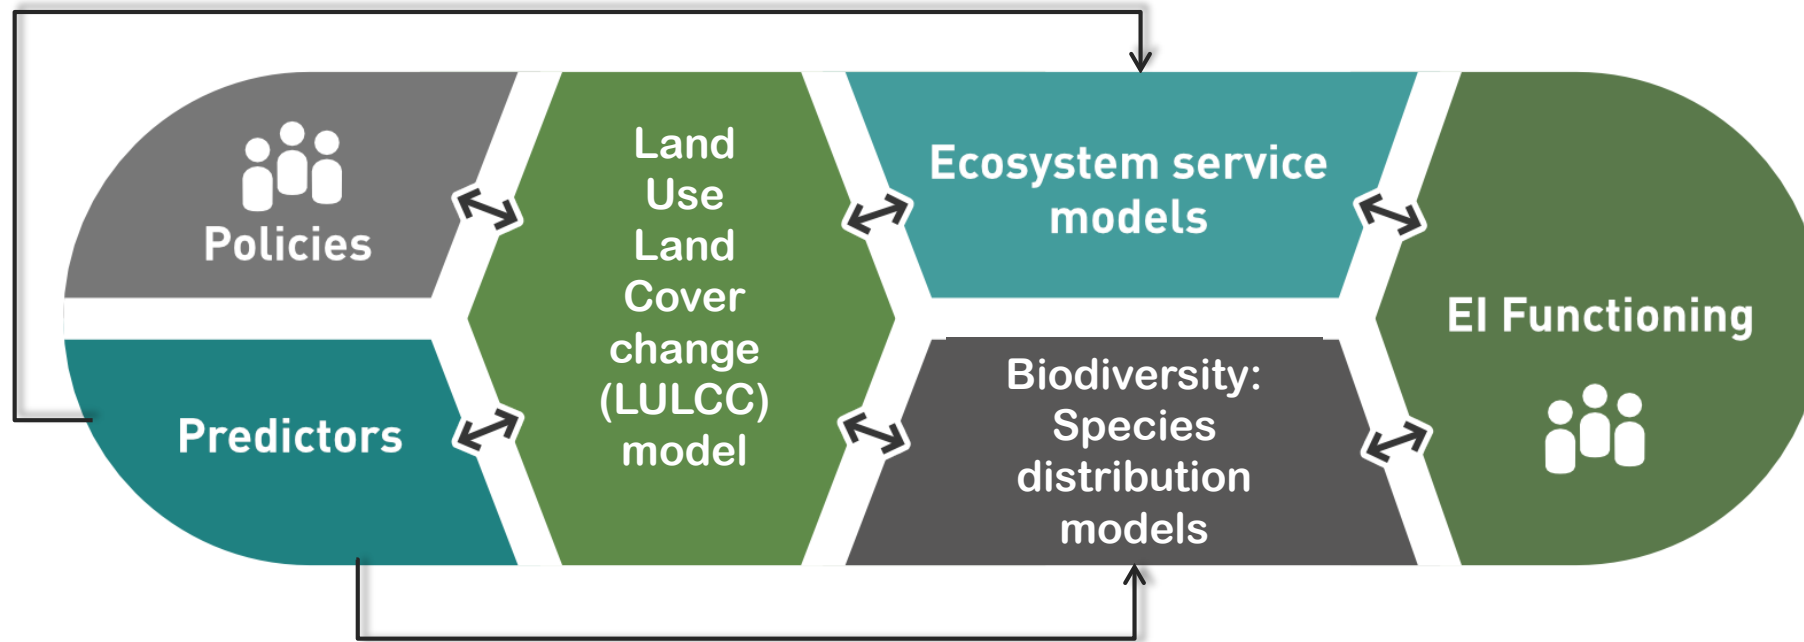 Policies
Predictors
Land
Use
Land
Cover
change
(LULCC)
model
Ecosystem service
models
Biodiversity:
Species
distribution
models
EI Functioning